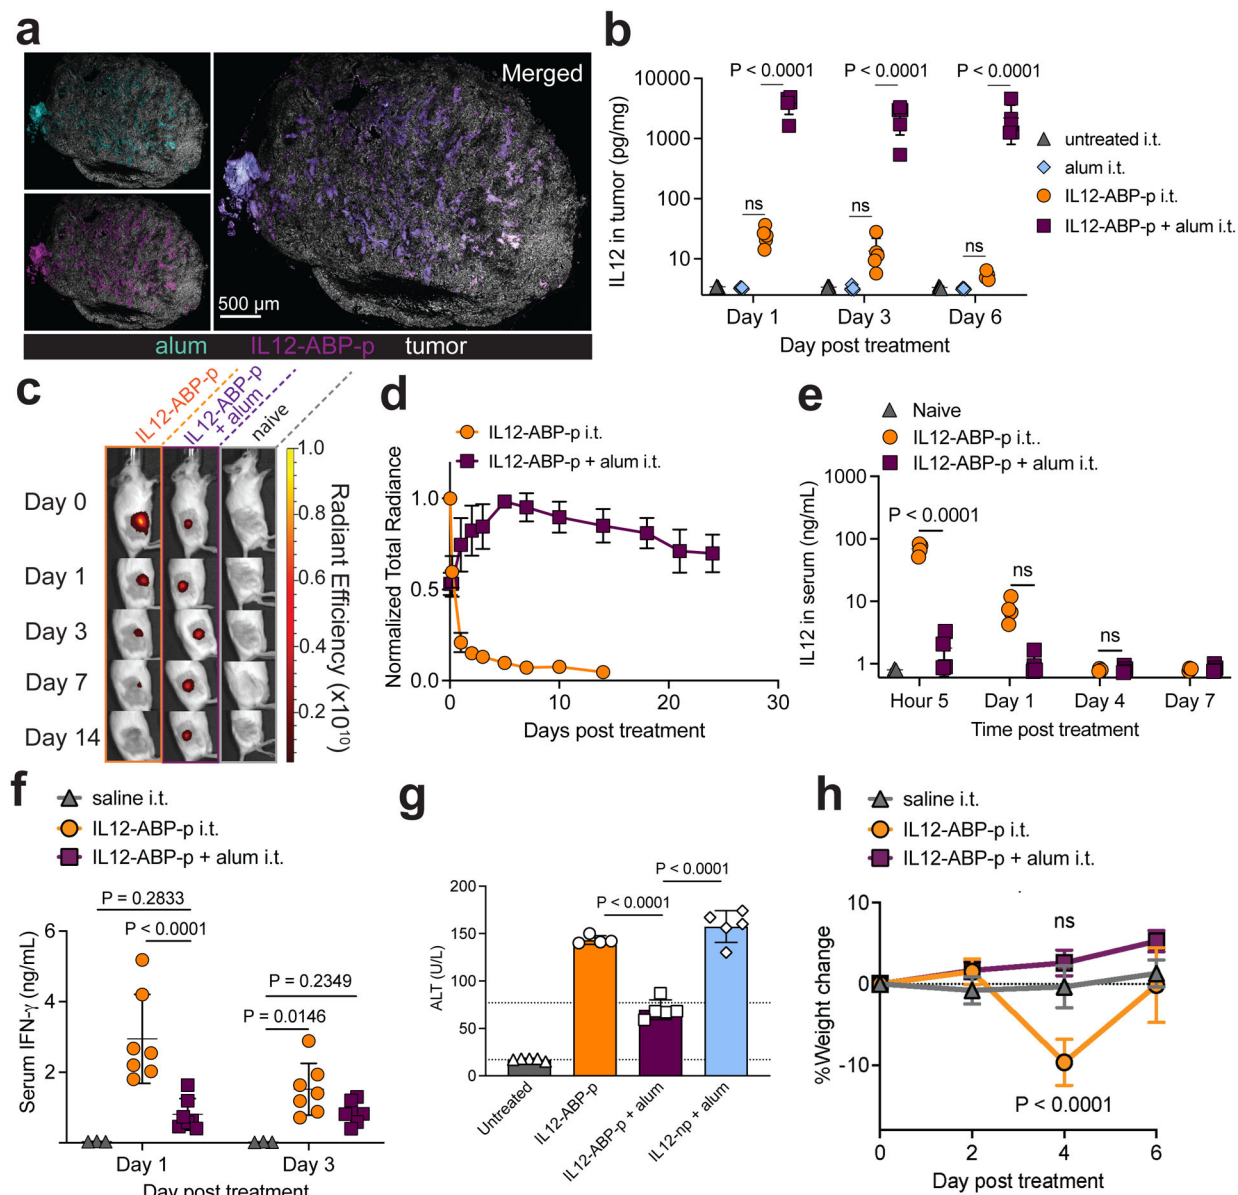 a
Merged
500 µm
alum IL12-ABP-p tumor
b
10000
1000
100
10
IL12 in tumor (pg/mg)
P < 0.0001
P < 0.0001
P < 0.0001
ns
ns
ns
Day 1
Day 3
Day 6
Day post treatment
untreated i.t.
alum i.t.
IL12-ABP-p i.t.
IL12-ABP-p + alum i.t.
c
IL12-ABP-p
IL12-ABP-p
+ alum
naive
Day 0
Day 1
Day 3
Day 7
Day 14
1.0
0.8
0.6
0.4
0.2
Radiant Efficiency (x10¹⁰)
d
IL12-ABP-p i.t.
IL12-ABP-p + alum i.t.
Normalized Total Radiance
1.0
0.5
0.0
0
10
20
30
Days post treatment
e
Naive
IL12-ABP-p i.t..
IL12-ABP-p + alum i.t.
IL12 in serum (ng/mL)
1000
100
10
1
P < 0.0001
ns
ns
Hour 5
Day 1
Day 4
Day 7
Time post treatment
f
saline i.t.
IL12-ABP-p i.t.
IL12-ABP-p + alum i.t.
Serum IFN-γ (ng/mL)
6
4
2
P = 0.2833
P < 0.0001
P = 0.2349
P = 0.0146
Day 1
Day 3
Day post treatment
g
ALT (U/L)
200
150
100
50
0
P < 0.0001
P < 0.0001
Untreated
IL12-ABP-p
IL12-ABP-p + alum
IL12-np + alum
h
saline i.t.
IL12-ABP-p i.t.
IL12-ABP-p + alum i.t.
%Weight change
10
0
-10
ns
P < 0.0001
0
2
4
6
Day post treatment